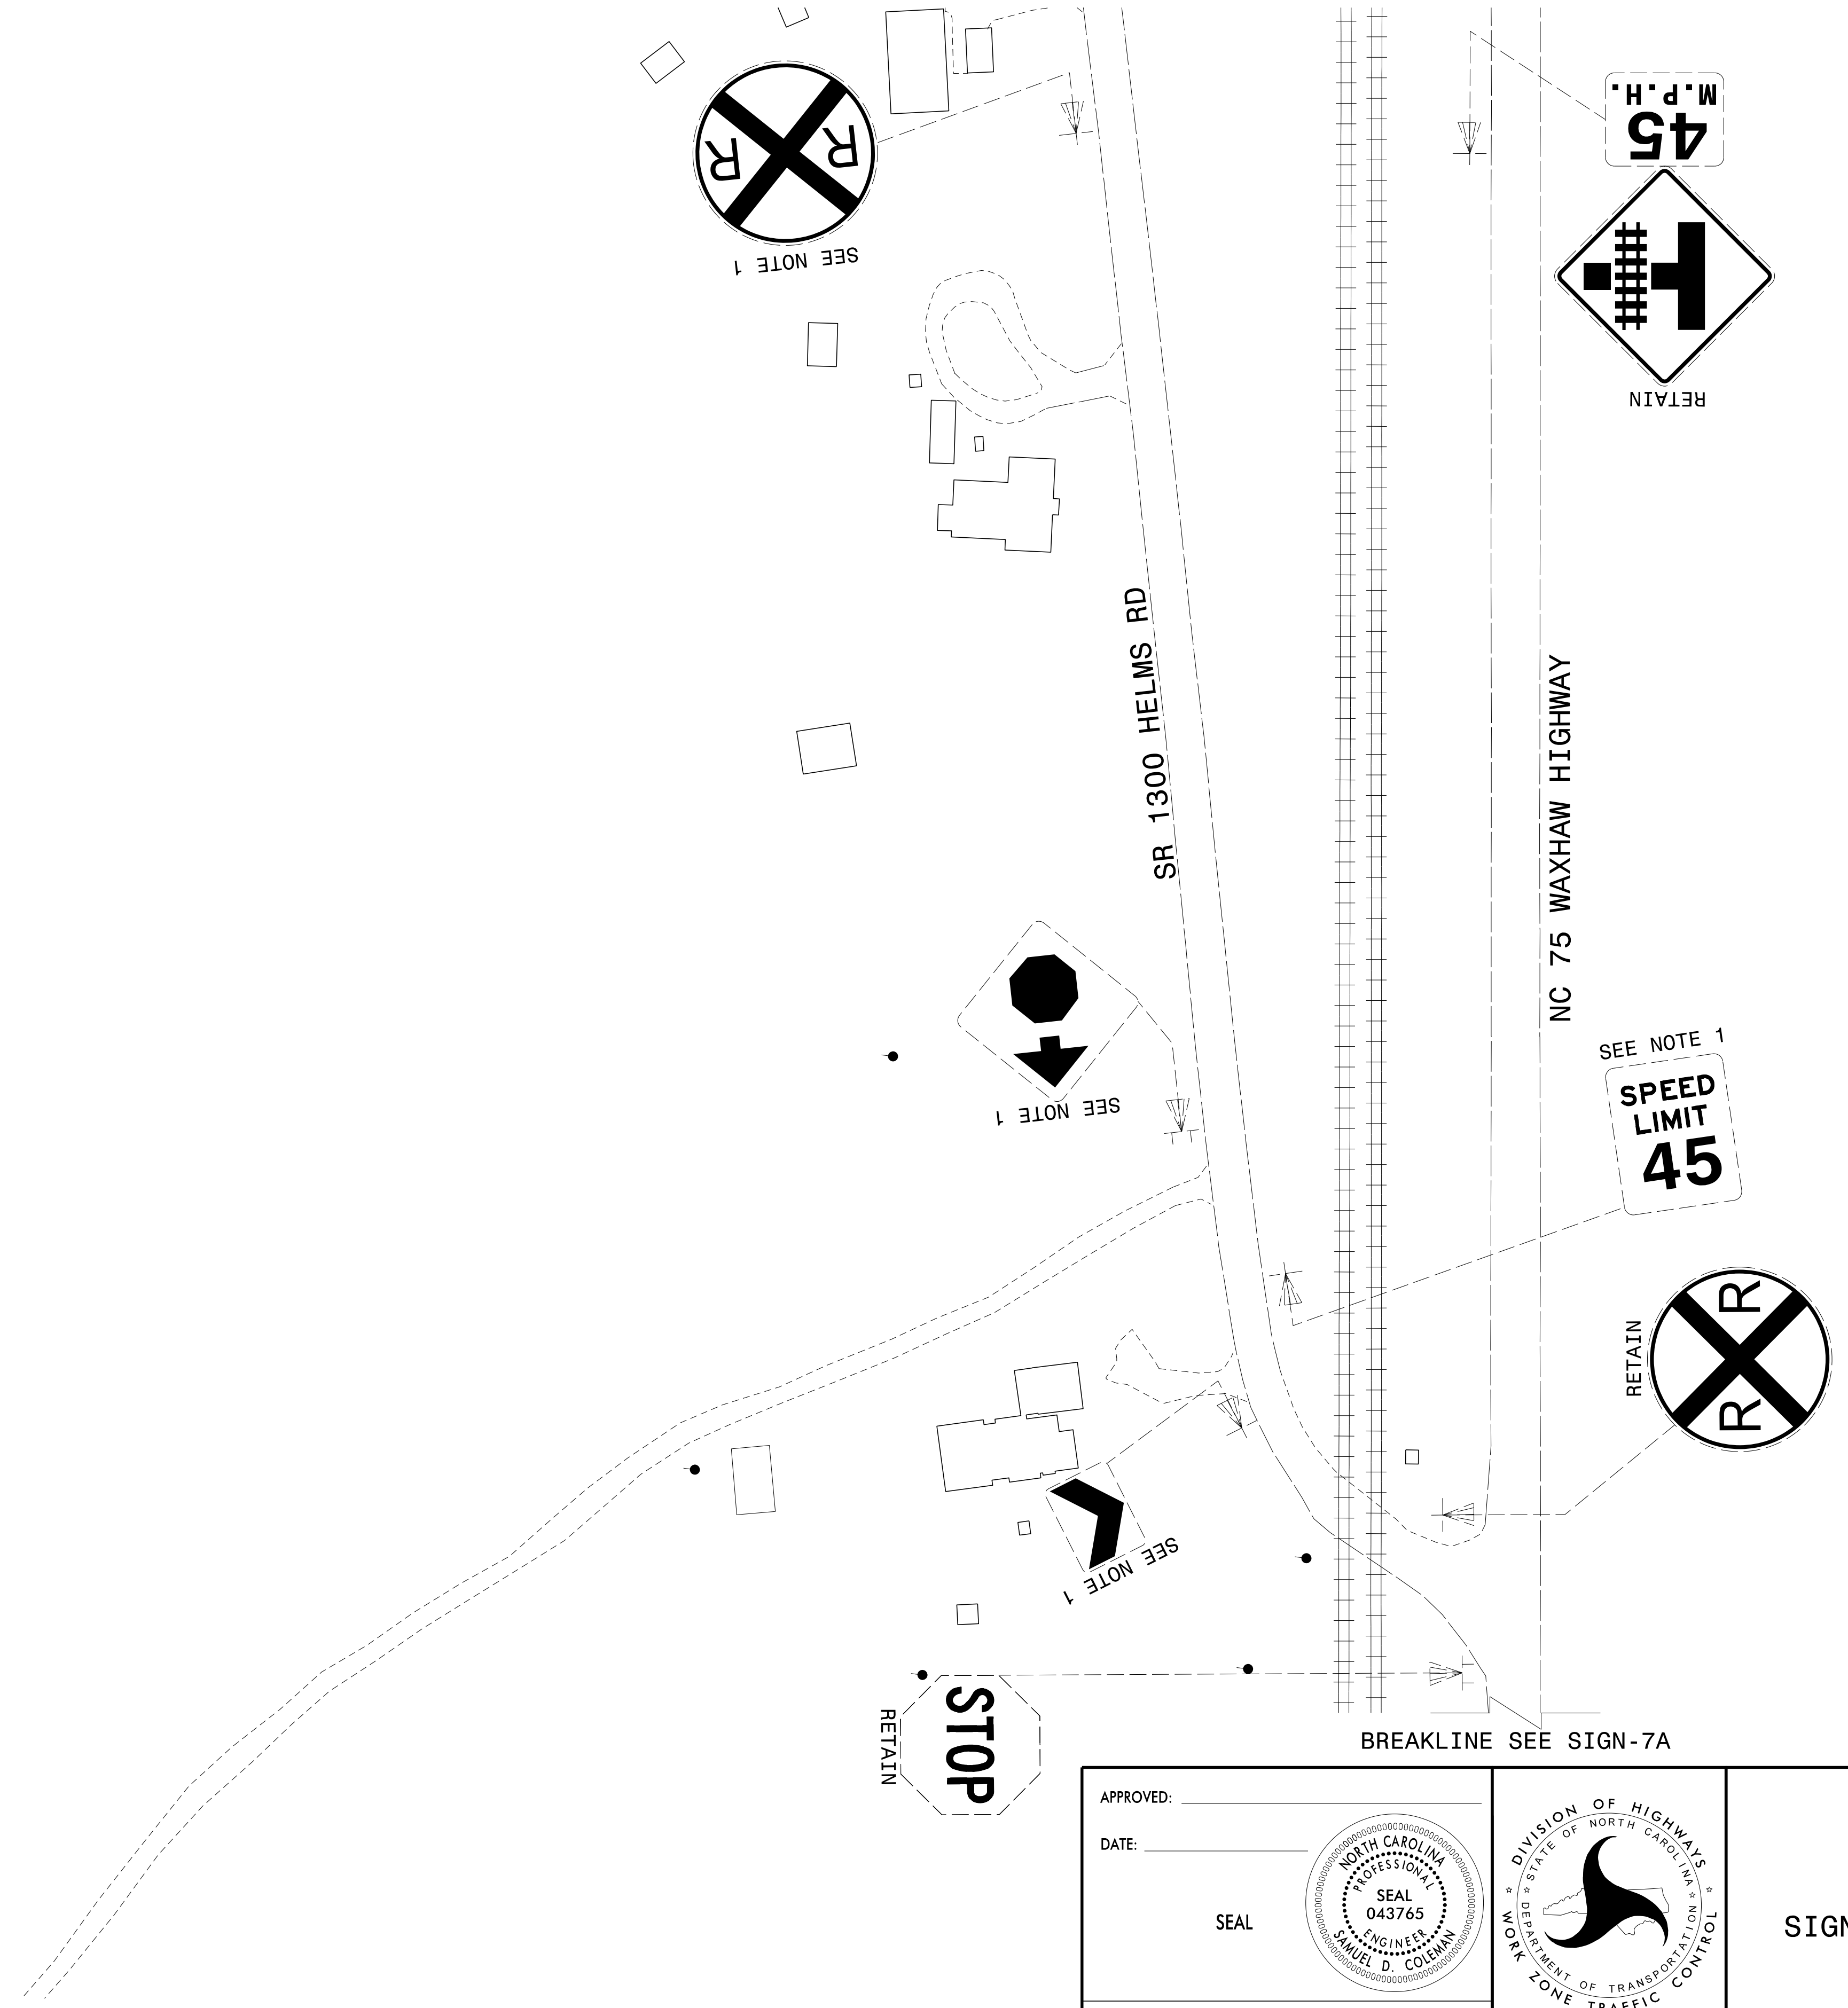 M.P.H.
45
R R
SEE NOTE 1
RETAIN
SR 1300 HELMS RD
NC 75 WAXHAW HIGHWAY
SEE NOTE 1
SEE NOTE 1
SPEED
LIMIT
45
RETAIN
R R
SEE NOTE 1
STOP
RETAIN
BREAKLINE SEE SIGN-7A
APPROVED:
DATE:
SEAL
NORTH CAROLINA
PROFESSIONAL
SEAL
043765
ENGINEER
SAMUEL D. COLEMAN
DIVISION OF HIGHWAYS
STATE OF NORTH CAROLINA
DEPARTMENT OF TRANSPORTATION
WORK ZONE TRAFFIC CONTROL
SIGN